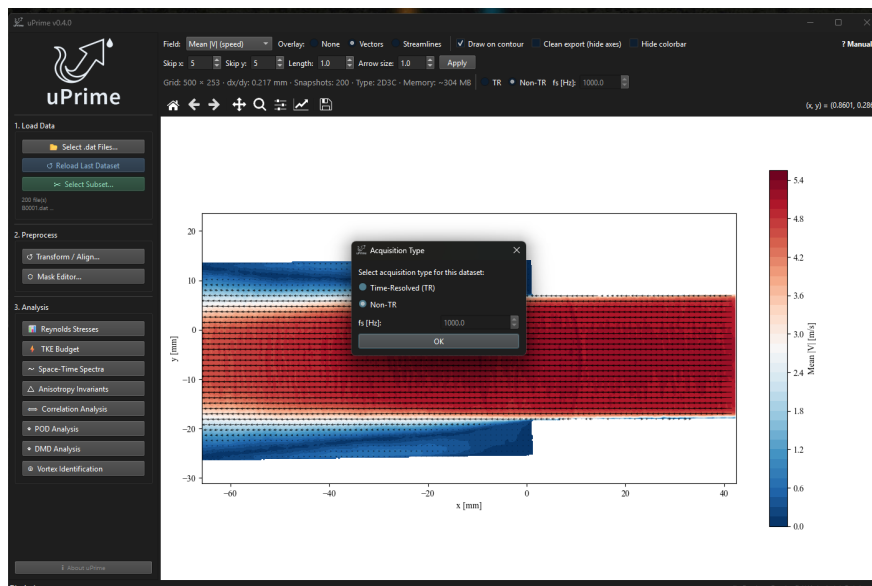 uPrime v0.4.0
uPrime
Field: Mean |V| (speed) Overlay: None Vectors Streamlines Draw on contour Clean export (hide axes) Hide colorbar ? Manual
Skip x: 5 Skip y: 5 Length: 1.0 Arrow size: 1.0 Apply
Grid: 500 × 253 · dx/dy: 0.217 mm · Snapshots: 200 · Type: 2D3C · Memory: ~304 MB TR Non-TR fs [Hz]: 1000.0
(x, y) = (0.8601, 0.286
1. Load Data
Select .dat Files...
Reload Last Dataset
Select Subset...
200 file(s)
B0001.dat ...
2. Preprocess
Transform / Align...
Mask Editor...
3. Analysis
Reynolds Stresses
TKE Budget
Space-Time Spectra
Anisotropy Invariants
Correlation Analysis
POD Analysis
DMD Analysis
Vortex Identification
i About uPrime
Acquisition Type
Select acquisition type for this dataset:
Time-Resolved (TR)
Non-TR
fs [Hz]: 1000.0
OK
20
10
0
−10
−20
−30
y [mm]
−60 −40 −20 0 20 40
x [mm]
5.4
4.8
4.2
3.6
3.0
2.4
1.8
1.2
0.6
0.0
Mean |V| [m/s]